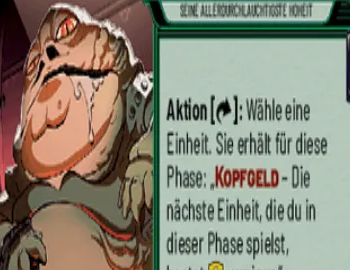 SEINE ALLERDURCHLAUCHTIGSTE HOHEIT
Aktion [↷]: Wähle eine
Einheit. Sie erhält für diese
Phase: „KOPFGELD – Die
nächste Einheit, die du in
dieser Phase spielst,